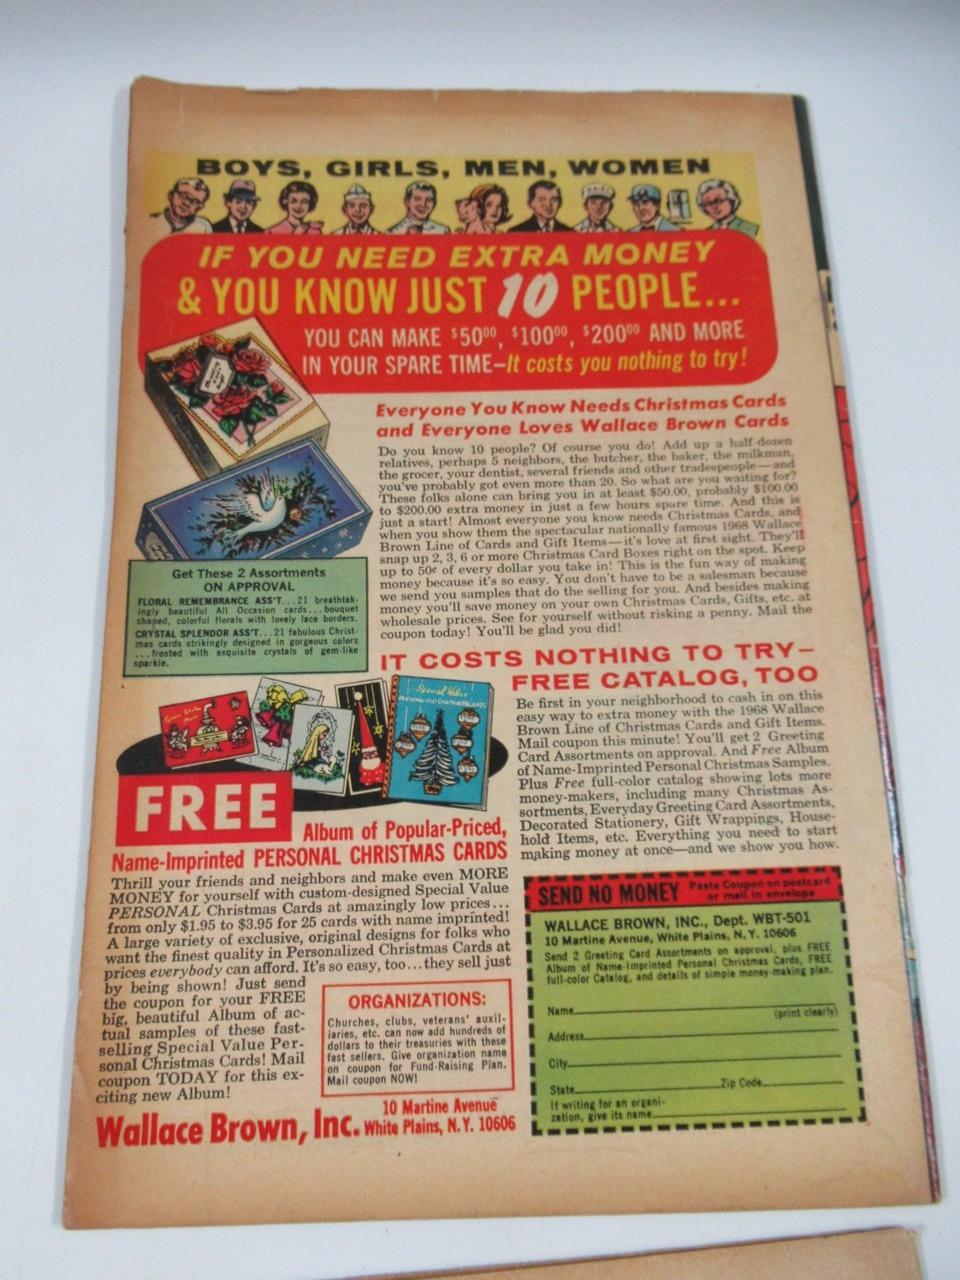 BOYS, GIRLS, MEN, WOMEN
IF YOU NEED EXTRA MONEY
& YOU KNOW JUST 10 PEOPLE...
YOU CAN MAKE $50⁰⁰, $100⁰⁰, $200⁰⁰ AND MORE
IN YOUR SPARE TIME—It costs you nothing to try!
Everyone You Know Needs Christmas Cards
and Everyone Loves Wallace Brown Cards
Do you know 10 people? Of course you do! Add up a half-dozen
relatives, perhaps 5 neighbors, the butcher, the baker, the milkman,
the grocer, your dentist, several friends and other tradespeople—and
you've probably got even more than 20. So what are you waiting for?
These folks alone can bring you in at least $50.00, probably $100.00
to $200.00 extra money in just a few hours spare time. And this is
just a start! Almost everyone you know needs Christmas Cards, and
when you show them the spectacular nationally famous 1968 Wallace
Brown Line of Cards and Gift Items—it's love at first sight. They'll
snap up 2, 3, 6 or more Christmas Card Boxes right on the spot. Keep
up to 50¢ of every dollar you take in! This is the fun way of making
money because it's so easy. You don't have to be a salesman because
we send you samples that do the selling for you. And besides making
money you'll save money on your own Christmas Cards, Gifts, etc. at
wholesale prices. See for yourself without risking a penny. Mail the
coupon today! You'll be glad you did!
Get These 2 Assortments
ON APPROVAL
FLORAL REMEMBRANCE ASS'T...21 breathtak-
ingly beautiful All Occasion cards...bouquet
shaped, colorful florals with lovely lace borders.
CRYSTAL SPLENDOR ASS'T...21 fabulous Christ-
mas cards strikingly designed in gorgeous colors
...frosted with exquisite crystals of gem-like
sparkle.
IT COSTS NOTHING TO TRY—
FREE CATALOG, TOO
Be first in your neighborhood to cash in on this
easy way to extra money with the 1968 Wallace
Brown Line of Christmas Cards and Gift Items.
Mail coupon this minute! You'll get 2 Greeting
Card Assortments on approval. And Free Album
of Name-Imprinted Personal Christmas Samples.
Plus Free full-color catalog showing lots more
money-makers, including many Christmas As-
sortments, Everyday Greeting Card Assortments,
Decorated Stationery, Gift Wrappings, House-
hold Items, etc. Everything you need to start
making money at once—and we show you how.
Special Value
PERSONALIZED CHRISTMAS CARDS
FREE
Album of Popular-Priced,
Name-Imprinted PERSONAL CHRISTMAS CARDS
Thrill your friends and neighbors and make even MORE
MONEY for yourself with custom-designed Special Value
PERSONAL Christmas Cards at amazingly low prices...
from only $1.95 to $3.95 for 25 cards with name imprinted!
A large variety of exclusive, original designs for folks who
want the finest quality in Personalized Christmas Cards at
prices everybody can afford. It's so easy, too...they sell just
by being shown! Just send
the coupon for your FREE
big, beautiful Album of ac-
tual samples of these fast-
selling Special Value Per-
sonal Christmas Cards! Mail
coupon TODAY for this ex-
citing new Album!
ORGANIZATIONS:
Churches, clubs, veterans' auxil-
iaries, etc. can now add hundreds of
dollars to their treasuries with these
fast sellers. Give organization name
on coupon for Fund-Raising Plan.
Mail coupon NOW!
Wallace Brown, Inc. 10 Martine Avenue
White Plains, N.Y. 10606
SEND NO MONEY Paste Coupon on postcard
or mail in envelope
WALLACE BROWN, INC., Dept. WBT-501
10 Martine Avenue, White Plains, N.Y. 10606
Send 2 Greeting Card Assortments on approval, plus FREE
Album of Name-Imprinted Personal Christmas Cards, FREE
full-color Catalog, and details of simple money-making plan.
Name
(print clearly)
Address
City
State Zip Code
If writing for an organi-
zation, give its name